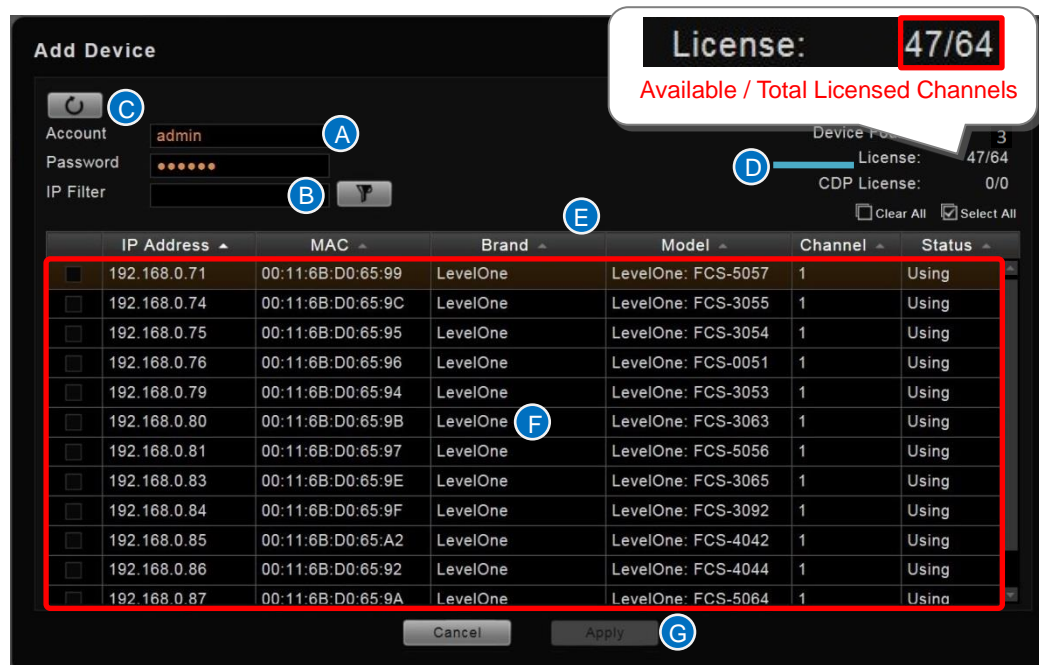 Add Device
License: 47/64
Available / Total Licensed Channels
C
Account admin A
Password ●●●●●●
IP Filter B
Device 3
D License: 47/64
CDP License: 0/0
Clear All Select All
E
IP Address MAC Brand Model Channel Status
192.168.0.71 00:11:6B:D0:65:99 LevelOne LevelOne: FCS-5057 1 Using
192.168.0.74 00:11:6B:D0:65:9C LevelOne LevelOne: FCS-3055 1 Using
192.168.0.75 00:11:6B:D0:65:95 LevelOne LevelOne: FCS-3054 1 Using
192.168.0.76 00:11:6B:D0:65:96 LevelOne LevelOne: FCS-0051 1 Using
192.168.0.79 00:11:6B:D0:65:94 LevelOne LevelOne: FCS-3053 1 Using
192.168.0.80 00:11:6B:D0:65:9B LevelOne F LevelOne: FCS-3063 1 Using
192.168.0.81 00:11:6B:D0:65:97 LevelOne LevelOne: FCS-5056 1 Using
192.168.0.83 00:11:6B:D0:65:9E LevelOne LevelOne: FCS-3065 1 Using
192.168.0.84 00:11:6B:D0:65:9F LevelOne LevelOne: FCS-3092 1 Using
192.168.0.85 00:11:6B:D0:65:A2 LevelOne LevelOne: FCS-4042 1 Using
192.168.0.86 00:11:6B:D0:65:92 LevelOne LevelOne: FCS-4044 1 Using
192.168.0.87 00:11:6B:D0:65:9A LevelOne LevelOne: FCS-5064 1 Using
Cancel Apply G